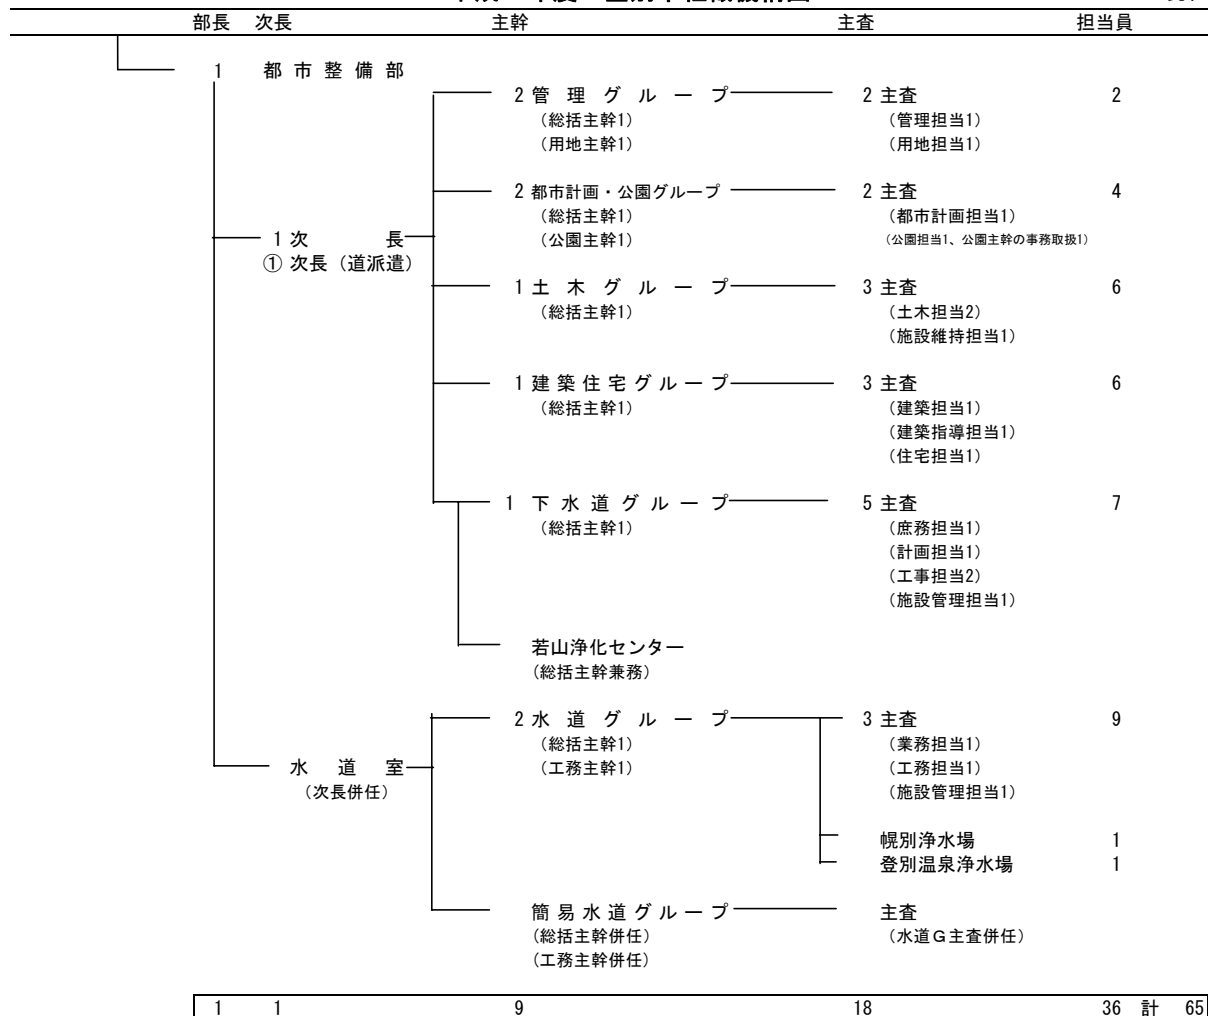 部長 次長 主幹 主査 担当員
1 都市整備部
2 管理グループ 2 主査 2
（総括主幹1） （管理担当1）
（用地主幹1） （用地担当1）
2 都市計画・公園グループ 2 主査 4
（総括主幹1） （都市計画担当1）
1 次長 （公園主幹1） （公園担当1、公園主幹の事務取扱1）
① 次長（道派遣）
1 土木グループ 3 主査 6
（総括主幹1） （土木担当2）
（施設維持担当1）
1 建築住宅グループ 3 主査 6
（総括主幹1） （建築担当1）
（建築指導担当1）
（住宅担当1）
1 下水道グループ 5 主査 7
（総括主幹1） （庶務担当1）
（計画担当1）
（工事担当2）
（施設管理担当1）
若山浄化センター
（総括主幹兼務）
2 水道グループ 3 主査 9
（総括主幹1） （業務担当1）
水道室 （工務主幹1） （工務担当1）
（次長併任） （施設管理担当1）
幌別浄水場 1
登別温泉浄水場 1
簡易水道グループ 主査
（総括主幹併任） （水道Ｇ主査併任）
（工務主幹併任）
1 1 9 18 36 計 65